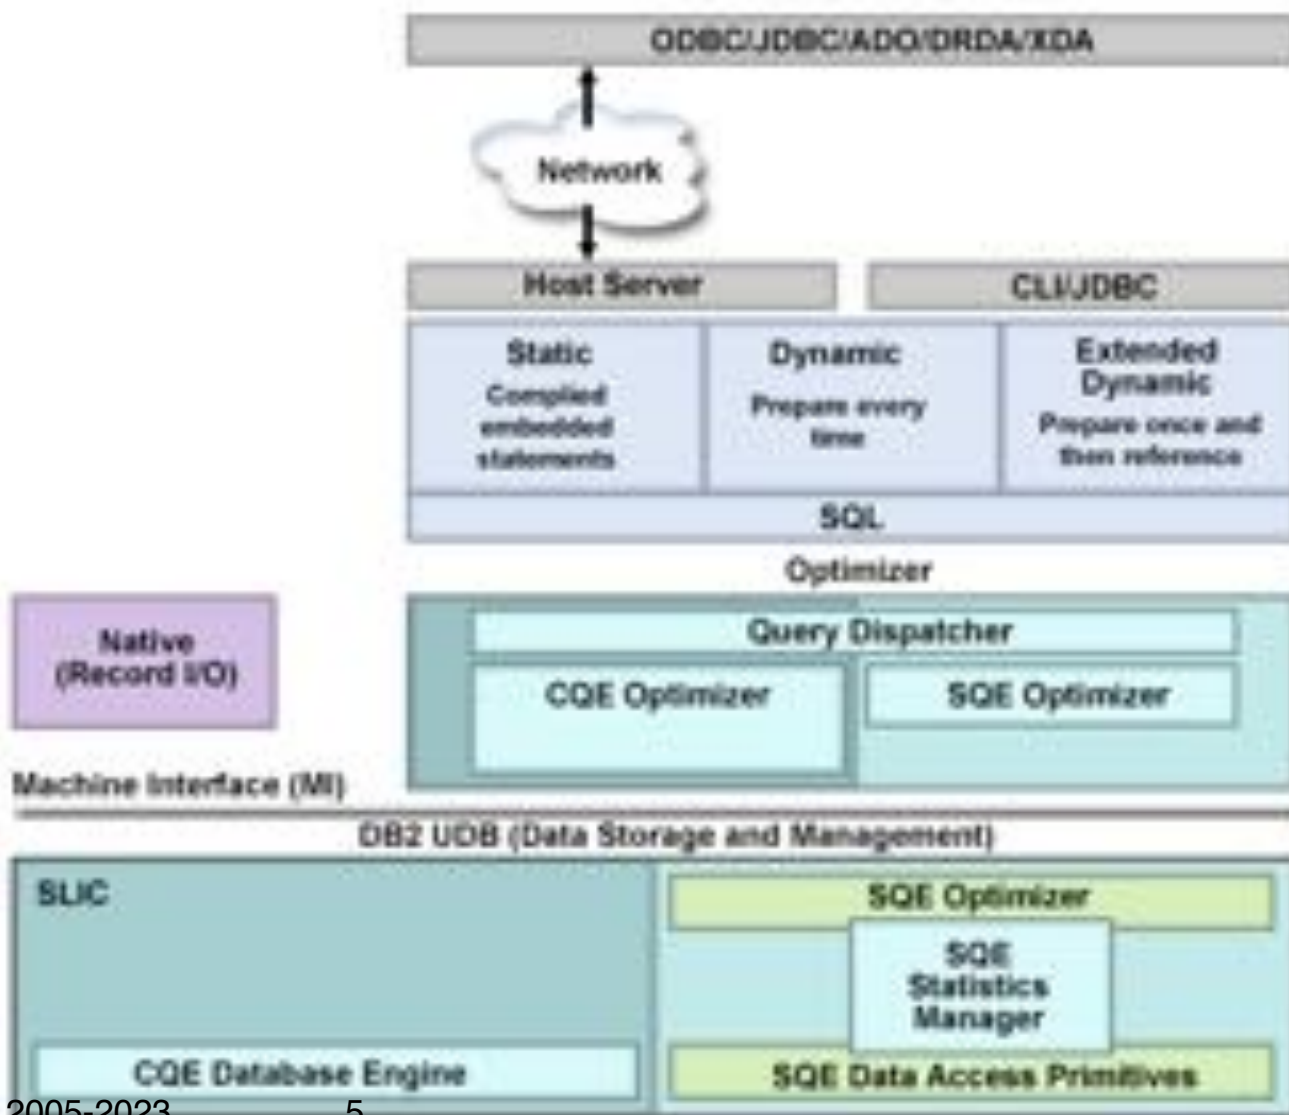 ODBC/JDBC/ADO/DRDA/XDA
Network
Host Server
CLI/JDBC
Static
Complied
embedded
statements
Dynamic
Prepare every
time
Extended
Dynamic
Prepare once and
then reference
SQL
Optimizer
Native
(Record I/O)
Query Dispatcher
CQE Optimizer
SQE Optimizer
Machine Interface (MI)
DB2 UDB (Data Storage and Management)
SLIC
SQE Optimizer
SQE
Statistics
Manager
CQE Database Engine
SQE Data Access Primitives
2005-2023
5